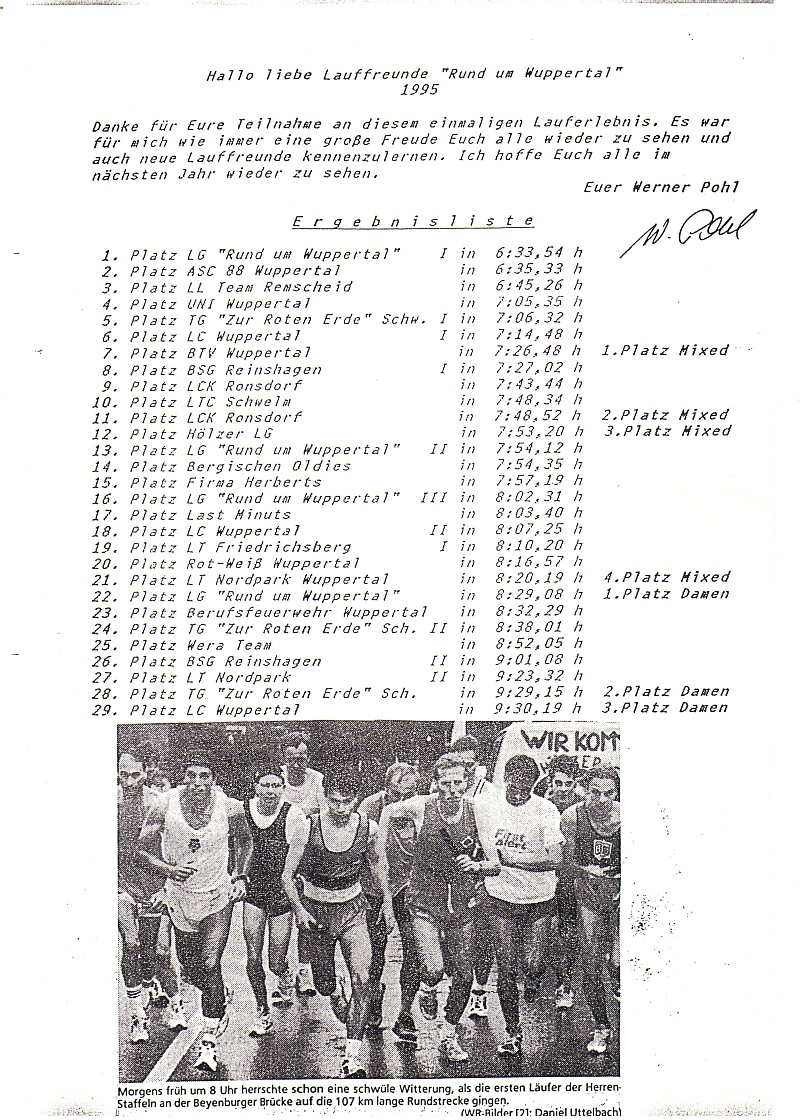 Hallo liebe Lauffreunde "Rund um Wuppertal"
1995
Danke für Eure Teilnahme an diesem einmaligen Lauferlebnis. Es war
für mich wie immer eine große Freude Euch alle wieder zu sehen und
auch neue Lauffreunde kennenzulernen. Ich hoffe Euch alle im
nächsten Jahr wieder zu sehen.
Euer Werner Pohl
W. Pohl
Ergebnisliste
1. Platz LG "Rund um Wuppertal" I in 6:33,54 h
2. Platz ASC 88 Wuppertal in 6:35,33 h
3. Platz LL Team Remscheid in 6:45,26 h
4. Platz UNI Wuppertal in 7:05,35 h
5. Platz TG "Zur Roten Erde" Schw. I in 7:06,32 h
6. Platz LC Wuppertal I in 7:14,48 h
7. Platz BTV Wuppertal in 7:26,48 h 1.Platz Mixed
8. Platz BSG Reinshagen I in 7:27,02 h
9. Platz LCK Ronsdorf in 7:43,44 h
10. Platz LTC Schwelm in 7:48,34 h
11. Platz LCK Ronsdorf in 7:48,52 h 2.Platz Mixed
12. Platz Hölzer LG in 7:53,20 h 3.Platz Mixed
13. Platz LG "Rund um Wuppertal" II in 7:54,12 h
14. Platz Bergischen Oldies in 7:54,35 h
15. Platz Firma Herberts in 7:57,19 h
16. Platz LG "Rund um Wuppertal" III in 8:02,31 h
17. Platz Last Minuts in 8:03,40 h
18. Platz LC Wuppertal II in 8:07,25 h
19. Platz LT Friedrichsberg I in 8:10,20 h
20. Platz Rot-Weiß Wuppertal in 8:16,57 h
21. Platz LT Nordpark Wuppertal in 8:20,19 h 4.Platz Mixed
22. Platz LG "Rund um Wuppertal" in 8:29,08 h 1.Platz Damen
23. Platz Berufsfeuerwehr Wuppertal in 8:32,29 h
24. Platz TG "Zur Roten Erde" Sch. II in 8:38,01 h
25. Platz Wera Team in 8:52,05 h
26. Platz BSG Reinshagen II in 9:01,08 h
27. Platz LT Nordpark II in 9:23,32 h
28. Platz TG "Zur Roten Erde" Sch. in 9:29,15 h 2.Platz Damen
29. Platz LC Wuppertal in 9:30,19 h 3.Platz Damen
WIR KOM
First
Alert
Morgens früh um 8 Uhr herrschte schon eine schwüle Witterung, als die ersten Läufer der Herren-
Staffeln an der Beyenburger Brücke auf die 107 km lange Rundstrecke gingen.
(WR-Bilder [2]: Daniel Uttelbach)